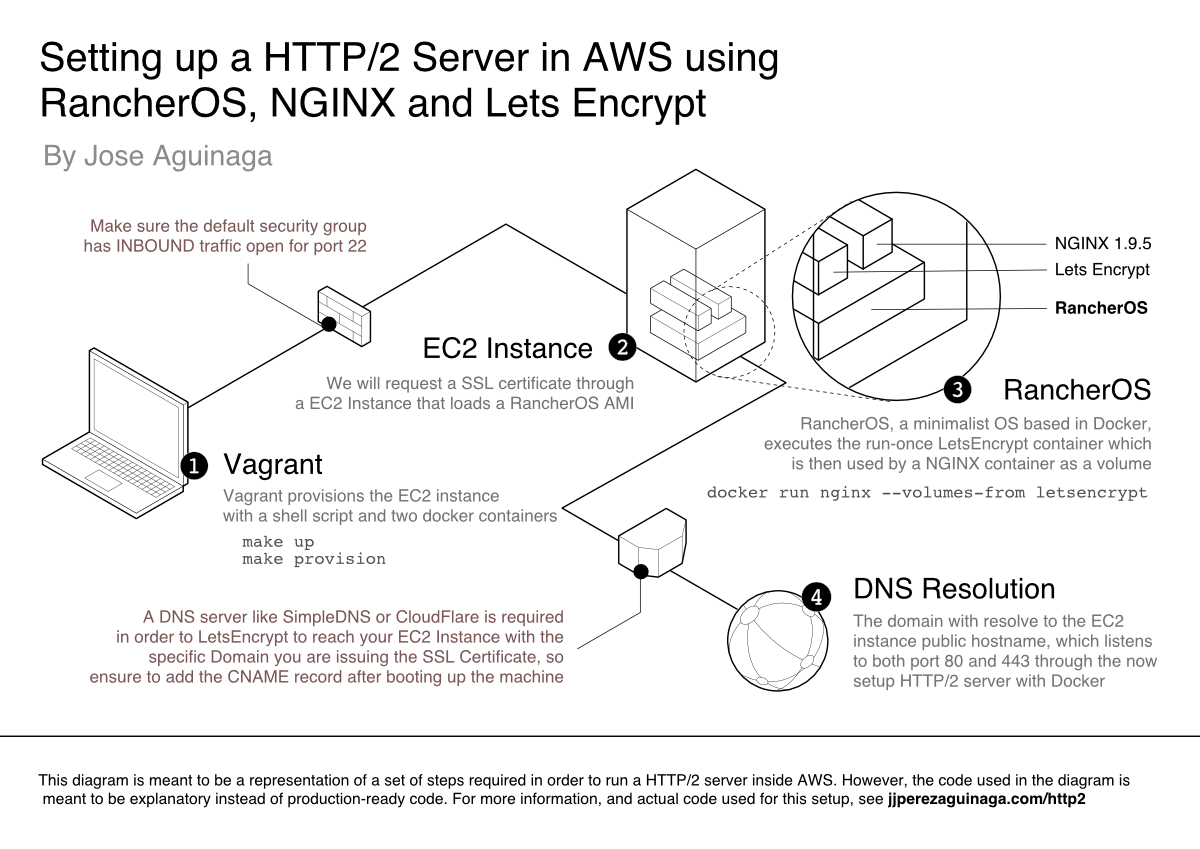 Setting up a HTTP/2 Server in AWS using
RancherOS, NGINX and Lets Encrypt
By Jose Aguinaga
Make sure the default security group
has INBOUND traffic open for port 22
NGINX 1.9.5
Lets Encrypt
RancherOS
EC2 Instance 2
We will request a SSL certificate through
a EC2 Instance that loads a RancherOS AMI
3 RancherOS
RancherOS, a minimalist OS based in Docker,
executes the run-once LetsEncrypt container which
is then used by a NGINX container as a volume
docker run nginx --volumes-from letsencrypt
1 Vagrant
Vagrant provisions the EC2 instance
with a shell script and two docker containers
make up
make provision
A DNS server like SimpleDNS or CloudFlare is required
in order to LetsEncrypt to reach your EC2 Instance with the
specific Domain you are issuing the SSL Certificate, so
ensure to add the CNAME record after booting up the machine
4 DNS Resolution
The domain with resolve to the EC2
instance public hostname, which listens
to both port 80 and 443 through the now
setup HTTP/2 server with Docker
This diagram is meant to be a representation of a set of steps required in order to run a HTTP/2 server inside AWS. However, the code used in the diagram is
meant to be explanatory instead of production-ready code. For more information, and actual code used for this setup, see jjperezaguinaga.com/http2